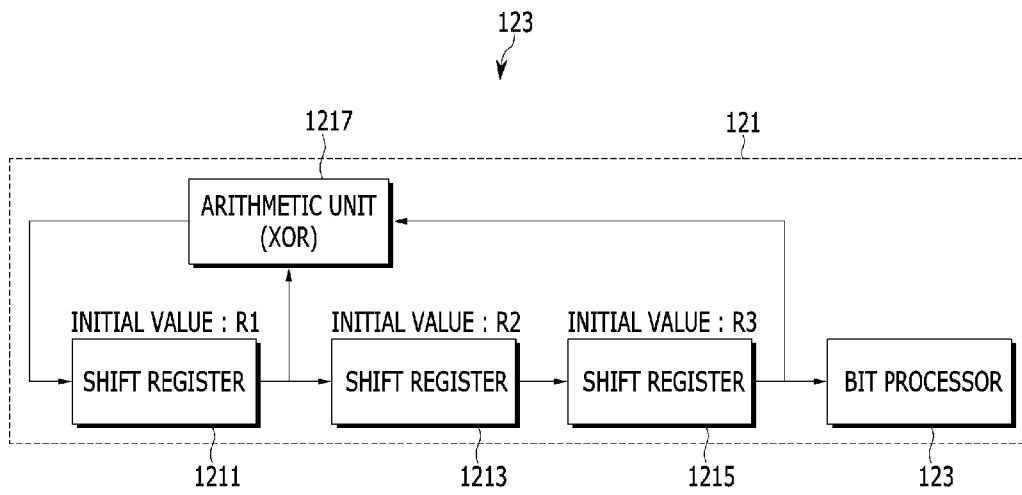 123
1217
121
ARITHMETIC UNIT
(XOR)
INITIAL VALUE : R1
INITIAL VALUE : R2
INITIAL VALUE : R3
SHIFT REGISTER
SHIFT REGISTER
SHIFT REGISTER
BIT PROCESSOR
1211
1213
1215
123